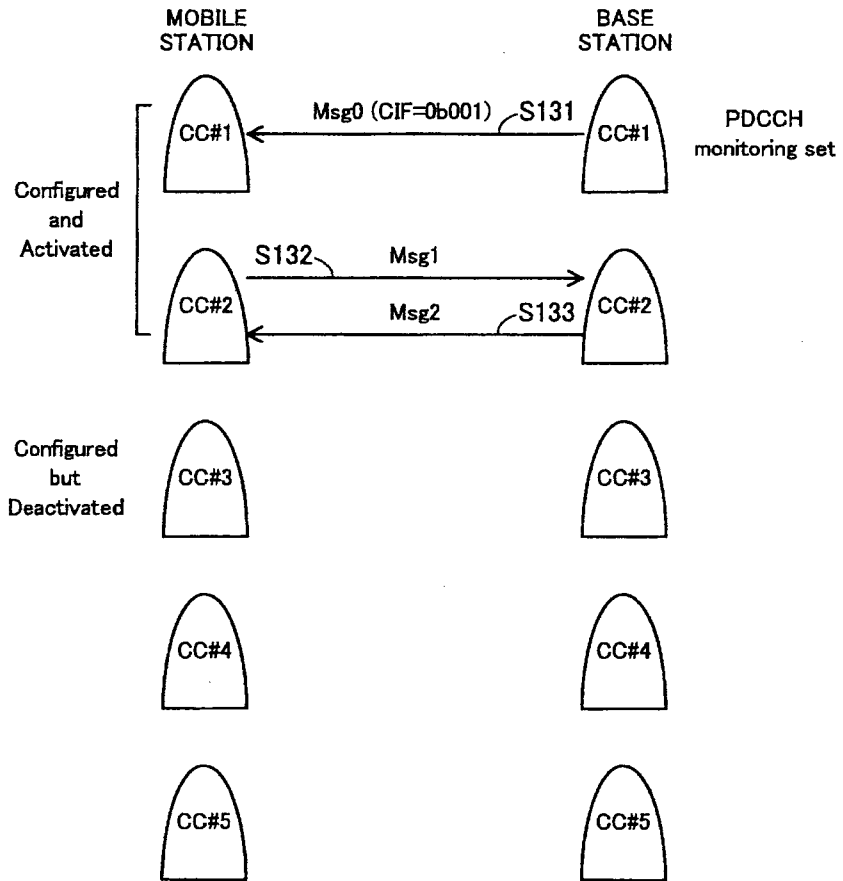 MOBILE
STATION
BASE
STATION
Msg0 (CIF=0b001)
S131
CC#1
CC#1
PDCCH
monitoring set
Configured
and
Activated
S132
Msg1
CC#2
CC#2
Msg2
S133
Configured
but
Deactivated
CC#3
CC#3
CC#4
CC#4
CC#5
CC#5